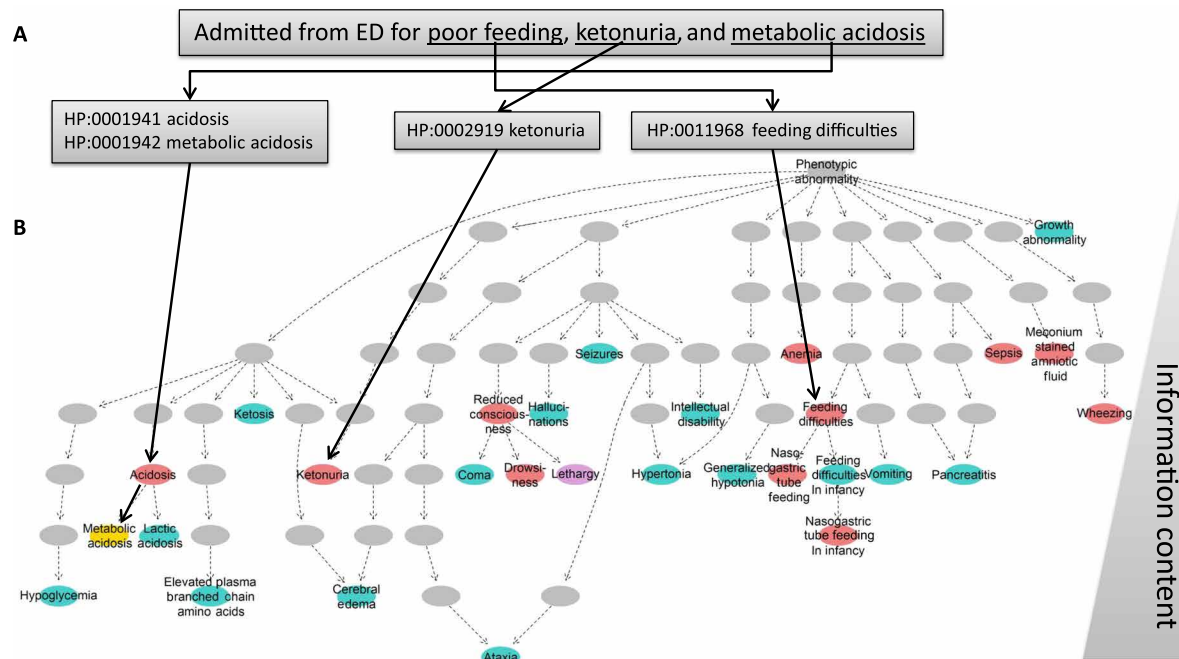 A
Admitted from ED for poor feeding, ketonuria, and metabolic acidosis
HP:0001941 acidosis
HP:0001942 metabolic acidosis
HP:0002919 ketonuria
HP:0011968 feeding difficulties
B
Phenotypic
abnormality
Growth
abnormality
Seizures
Anemia
Sepsis
Meconium
stained
amniotic
fluid
Ketosis
Reduced
conscious-
ness
Halluci-
nations
Intellectual
disability
Feeding
difficulties
Wheezing
Acidosis
Ketonuria
Coma
Drowsi-
ness
Lethargy
Hypertonia
Generalized
hypotonia
Naso-
gastric
tube
feeding
Feeding
difficulties
In infancy
Vomiting
Pancreatitis
Metabolic
acidosis
Lactic
acidosis
Nasogastric
tube feeding
In infancy
Hypoglycemia
Elevated plasma
branched chain
amino acids
Cerebral
edema
Ataxia
Information content